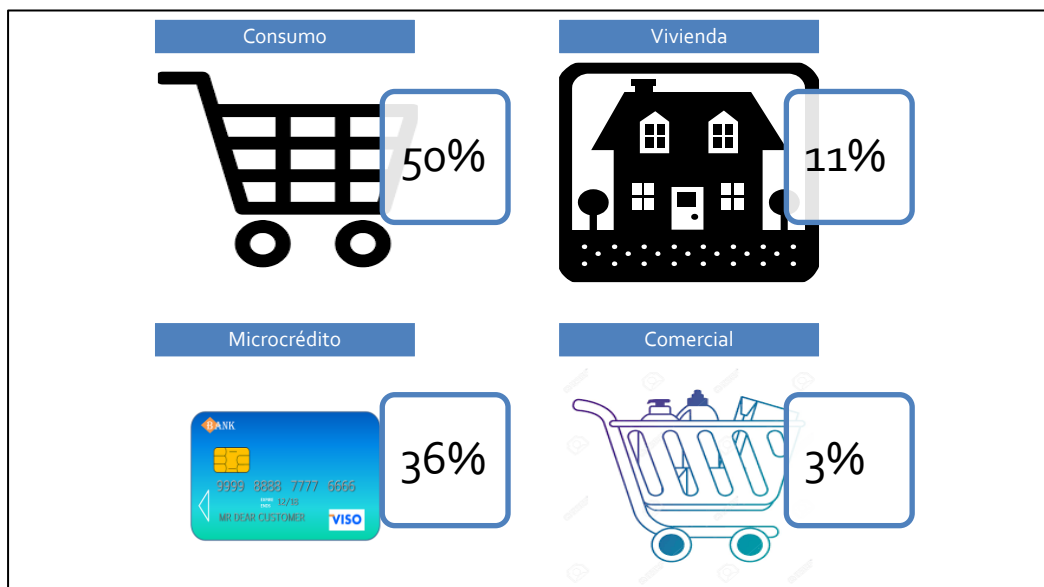 Consumo
50%
Vivienda
11%
Microcrédito
BANK
9999 8888 7777 6666
12/18
MR DEAR CUSTOMER
VISO
36%
Comercial
3%